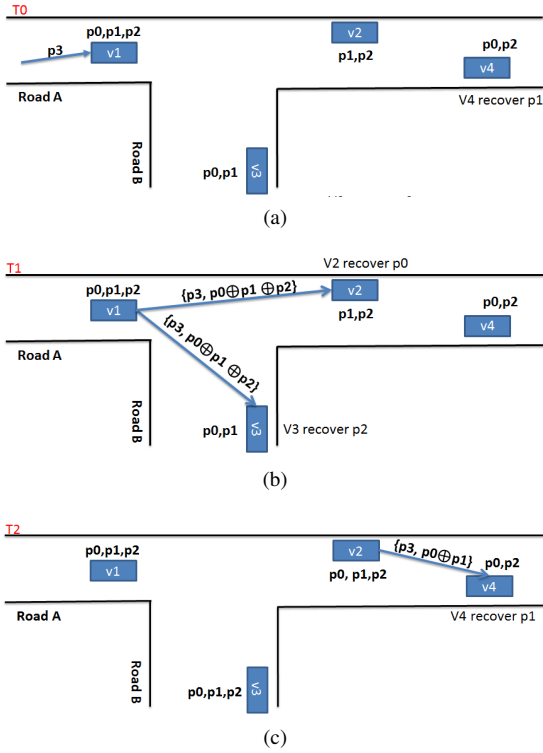 T0
p0,p1,p2
p3
v1
v2
p1,p2
p0,p2
v4
Road A
V4 recover p1
Road B
p0,p1
v3
(a)
T1
V2 recover p0
p0,p1,p2
{p3, p0⊕p1 ⊕p2}
v1
v2
p1,p2
p0,p2
v4
{p3, p0⊕p1 ⊕p2}
Road A
Road B
p0,p1
v3
V3 recover p2
(b)
T2
p0,p1,p2
v1
v2
{p3, p0⊕p1}
p0, p1,p2
p0,p2
v4
Road A
V4 recover p1
Road B
p0,p1,p2
v3
(c)